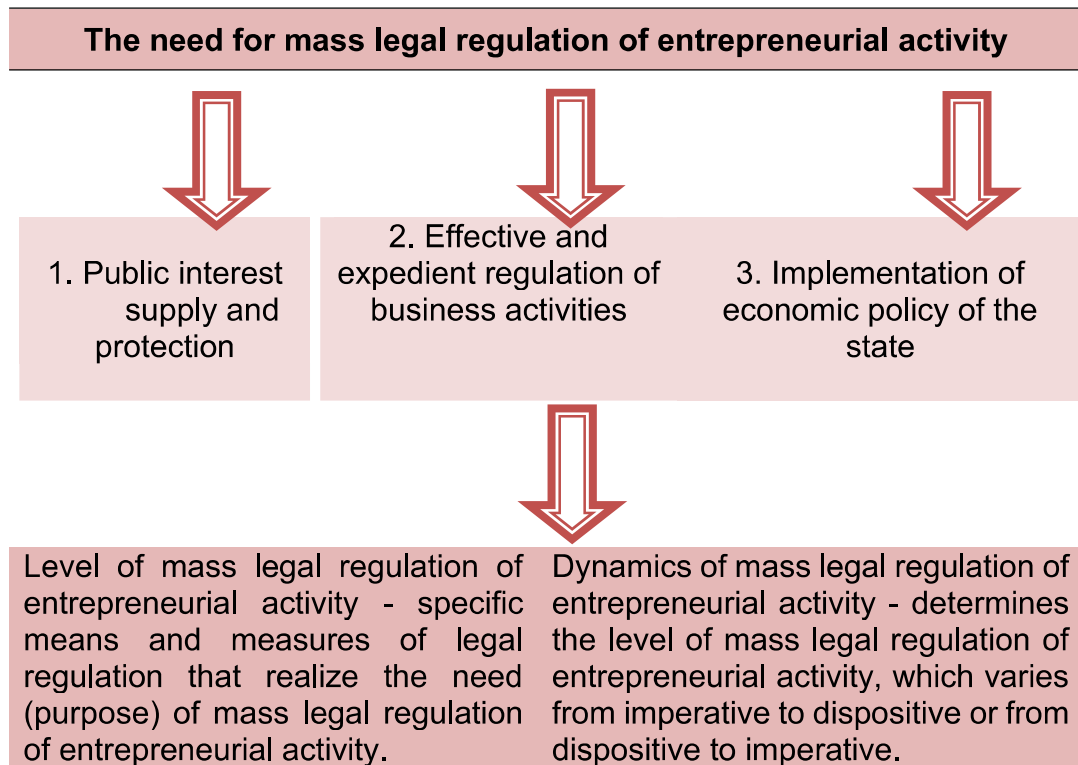 The need for mass legal regulation of entrepreneurial activity
1. Public interest
supply and
protection
2. Effective and
expedient regulation of
business activities
3. Implementation of
economic policy of the
state
Level of mass legal regulation of
entrepreneurial activity - specific
means and measures of legal
regulation that realize the need
(purpose) of mass legal regulation
of entrepreneurial activity.
Dynamics of mass legal regulation of
entrepreneurial activity - determines
the level of mass legal regulation of
entrepreneurial activity, which varies
from imperative to dispositive or from
dispositive to imperative.